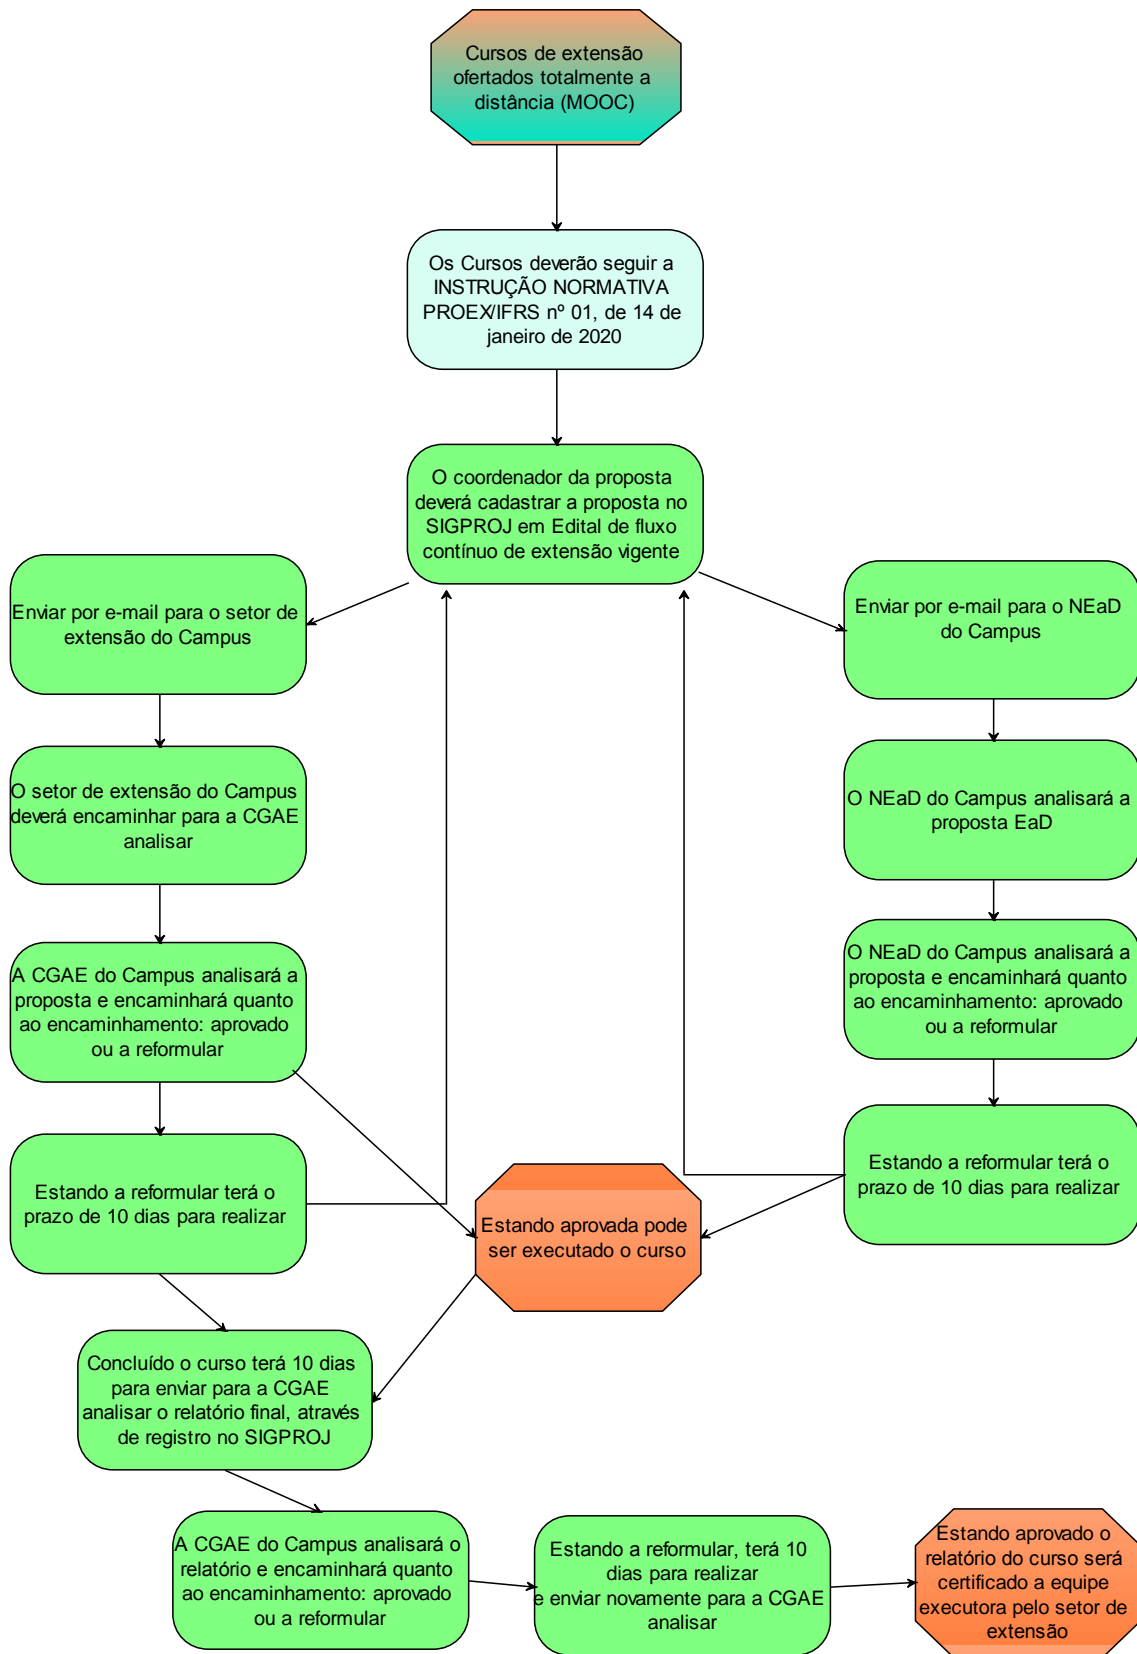 Cursos de extensão
ofertados totalmente a
distância (MOOC)
Os Cursos deverão seguir a
INSTRUÇÃO NORMATIVA
PROEX/IFRS nº 01, de 14 de
janeiro de 2020
O coordenador da proposta
deverá cadastrar a proposta no
SIGPROJ em Edital de fluxo
contínuo de extensão vigente
Enviar por e-mail para o setor de
extensão do Campus
Enviar por e-mail para o NEaD
do Campus
O setor de extensão do Campus
deverá encaminhar para a CGAE
analisar
O NEaD do Campus analisará a
proposta EaD
A CGAE do Campus analisará a
proposta e encaminhará quanto
ao encaminhamento: aprovado
ou a reformular
O NEaD do Campus analisará a
proposta e encaminhará quanto
ao encaminhamento: aprovado
ou a reformular
Estando a reformular terá o
prazo de 10 dias para realizar
Estando aprovada pode
ser executado o curso
Estando a reformular terá o
prazo de 10 dias para realizar
Concluído o curso terá 10 dias
para enviar para a CGAE
analisar o relatório final, através
de registro no SIGPROJ
A CGAE do Campus analisará o
relatório e encaminhará quanto
ao encaminhamento: aprovado
ou a reformular
Estando a reformular, terá 10
dias para realizar
e enviar novamente para a CGAE
analisar
Estando aprovado o
relatório do curso será
certificado a equipe
executora pelo setor de
extensão